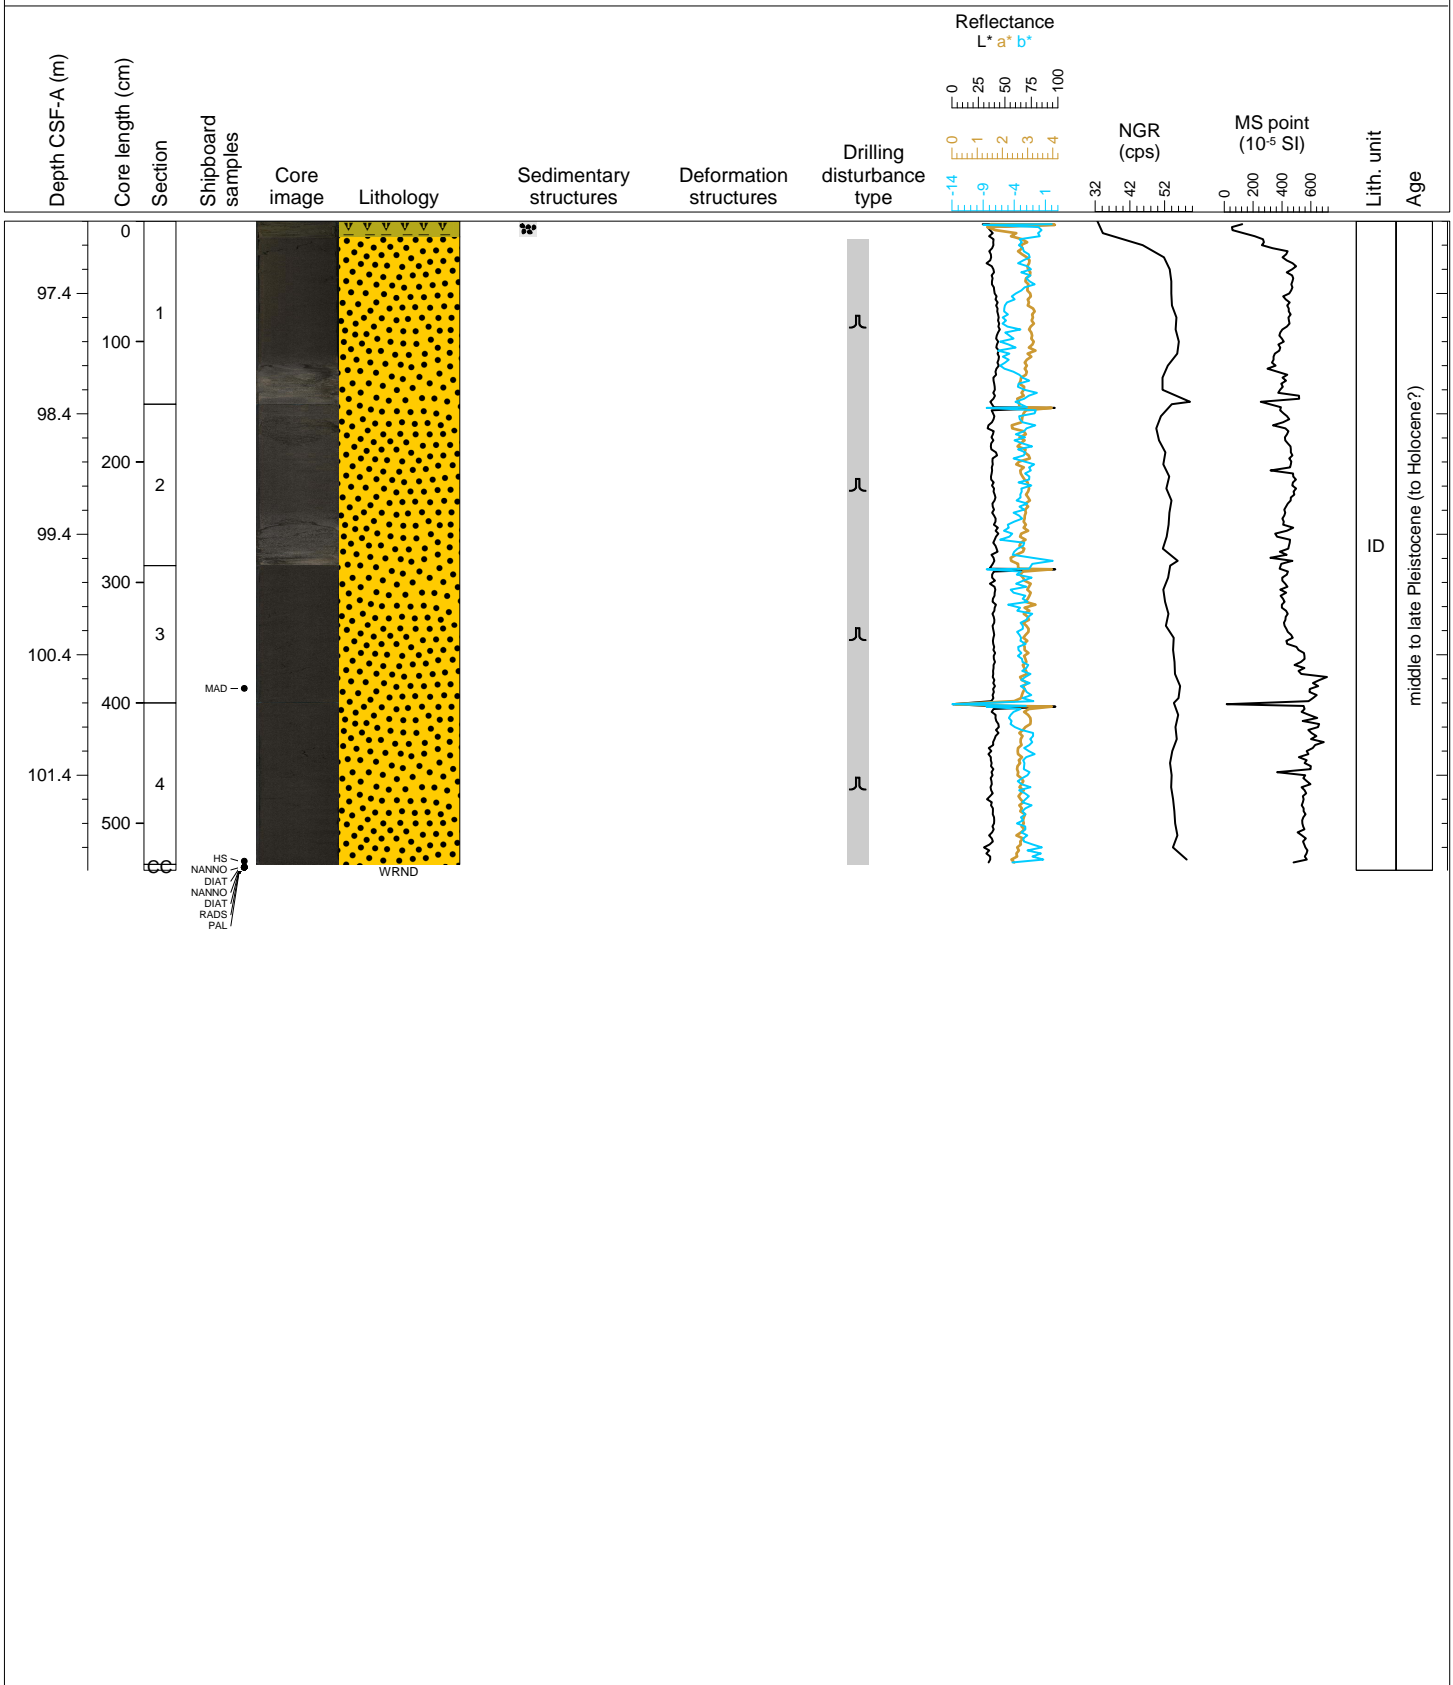 Reflectance
L* a* b*
0 25 50 75 100
0 1 2 3 4
-14 -9 -4 1
Depth CSF-A (m)
Core length (cm)
Section
Shipboard
samples
Core
image
Lithology
Sedimentary
structures
Deformation
structures
Drilling
disturbance
type
NGR
(cps)
32 42 52
MS point
(10-5 SI)
0 200 400 600
Lith. unit
Age
0
97.4
1
100
98.4
200
2
99.4
ID
middle to late Pleistocene (to Holocene?)
300
3
100.4
MAD
400
101.4
4
500
HS
CC
NANNO
WRND
DIAT
NANNO
DIAT
RADS
PAL